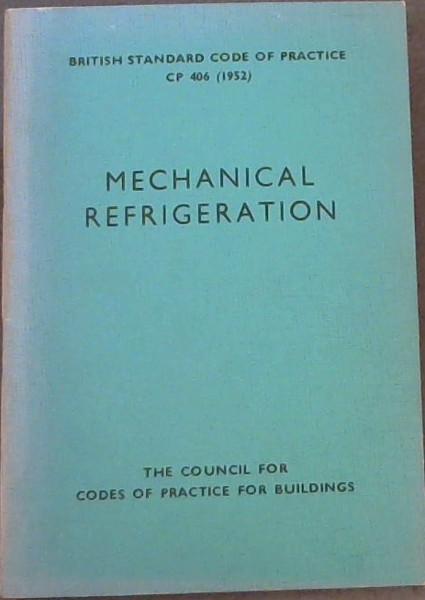 BRITISH STANDARD CODE OF PRACTICE
CP 406 (1952)
MECHANICAL
REFRIGERATION
THE COUNCIL FOR
CODES OF PRACTICE FOR BUILDINGS